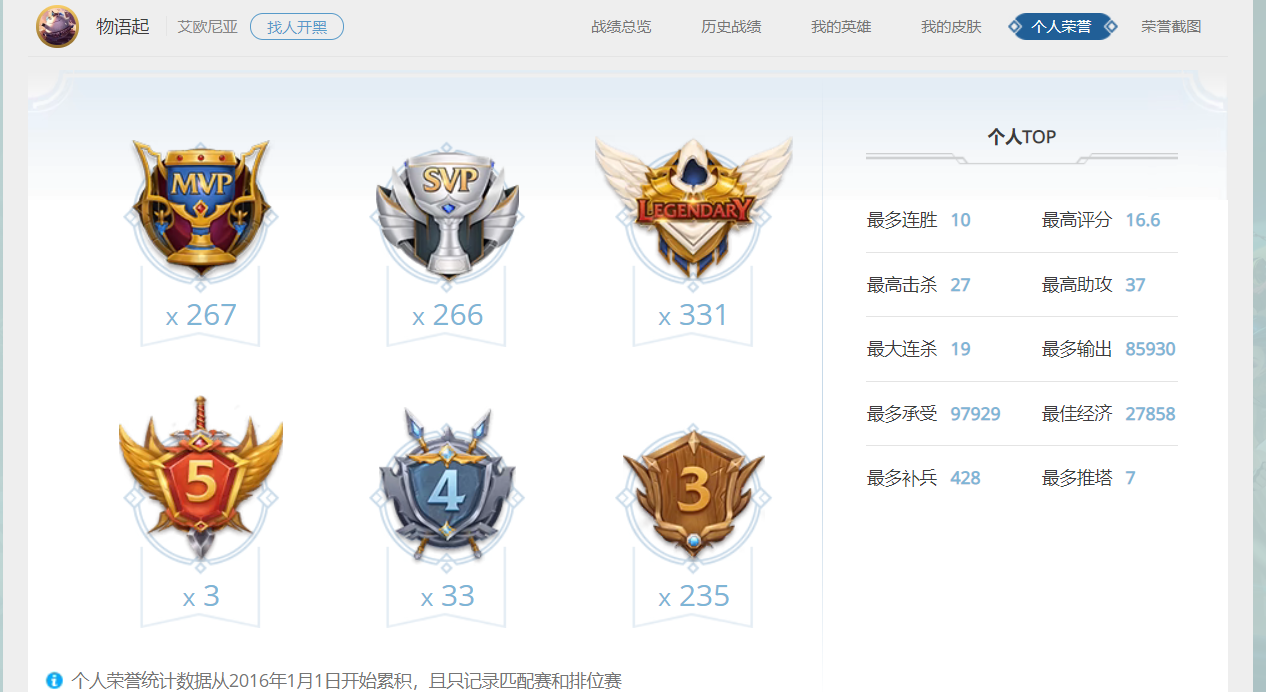 物语起 艾欧尼亚 找人开黑 战绩总览 历史战绩 我的英雄 我的皮肤 个人荣誉 荣誉截图
MVP
x 267
SVP
x 266
LEGENDARY
x 331
5
x 3
4
x 33
3
x 235
个人TOP
最多连胜 10 最高评分 16.6
最高击杀 27 最高助攻 37
最大连杀 19 最多输出 85930
最多承受 97929 最佳经济 27858
最多补兵 428 最多推塔 7
个人荣誉统计数据从2016年1月1日开始累积，且只记录匹配赛和排位赛